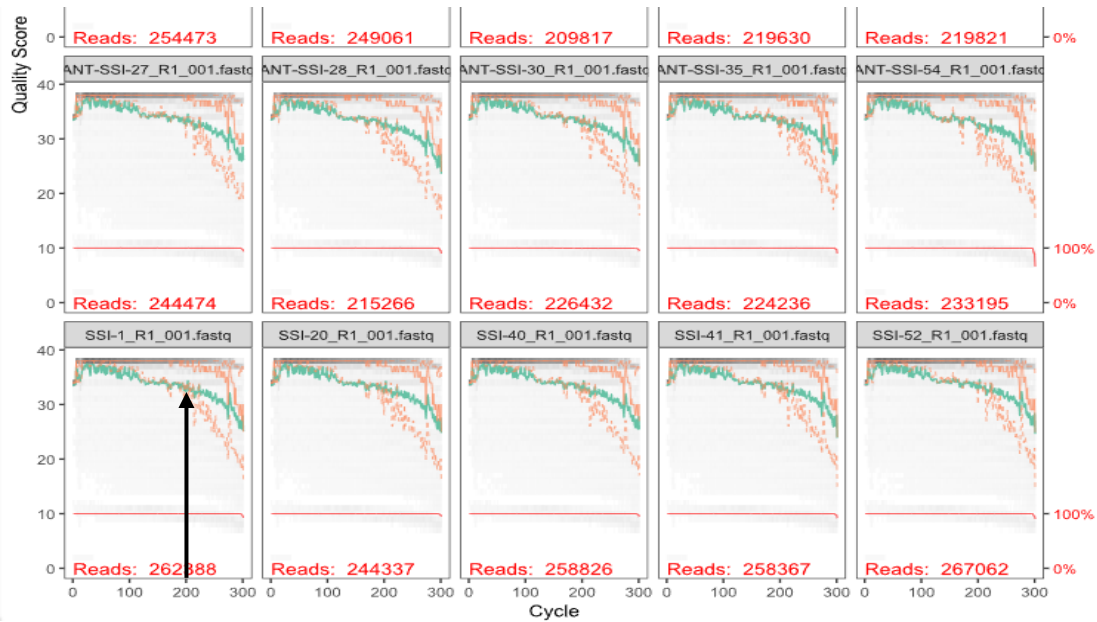 Quality Score
0
Reads: 254473
Reads: 249061
Reads: 209817
Reads: 219630
Reads: 219821
0%
ANT-SSI-27_R1_001.fastq
ANT-SSI-28_R1_001.fastq
ANT-SSI-30_R1_001.fastq
ANT-SSI-35_R1_001.fastq
ANT-SSI-54_R1_001.fastq
40
30
20
10
100%
0
Reads: 244474
Reads: 215266
Reads: 226432
Reads: 224236
Reads: 233195
0%
SSI-1_R1_001.fastq
SSI-20_R1_001.fastq
SSI-40_R1_001.fastq
SSI-41_R1_001.fastq
SSI-52_R1_001.fastq
40
30
20
10
100%
0
Reads:
Reads: 244337
Reads: 258826
Reads: 258367
Reads: 267062
0%
0 100 200 300
0 100 200 300
0 100 200 300
0 100 200 300
0 100 200 300
Cycle